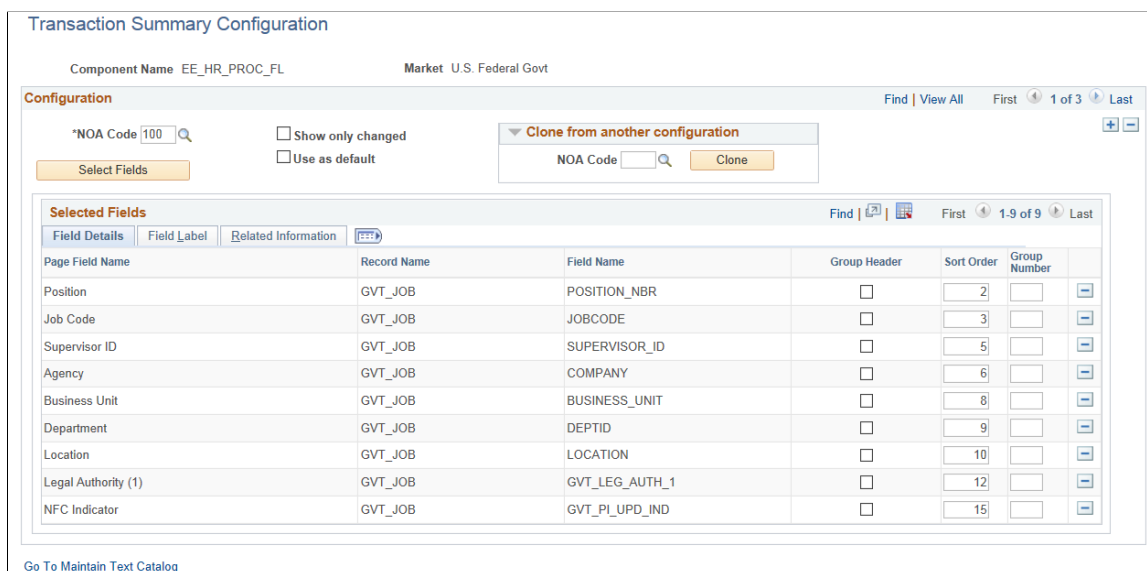 Transaction Summary Configuration
Component Name EE_HR_PROC_FL Market U.S. Federal Govt
Configuration Find | View All First 1 of 3 Last
*NOA Code 100 Show only changed Clone from another configuration
Use as default NOA Code Clone
Select Fields
Selected Fields Find | | First 1-9 of 9 Last
Field Details Field Label Related Information
Page Field Name Record Name Field Name Group Header Sort Order Group Number
Position GVT_JOB POSITION_NBR 2
Job Code GVT_JOB JOBCODE 3
Supervisor ID GVT_JOB SUPERVISOR_ID 5
Agency GVT_JOB COMPANY 6
Business Unit GVT_JOB BUSINESS_UNIT 8
Department GVT_JOB DEPTID 9
Location GVT_JOB LOCATION 10
Legal Authority (1) GVT_JOB GVT_LEG_AUTH_1 12
NFC Indicator GVT_JOB GVT_PI_UPD_IND 15
Go To Maintain Text Catalog